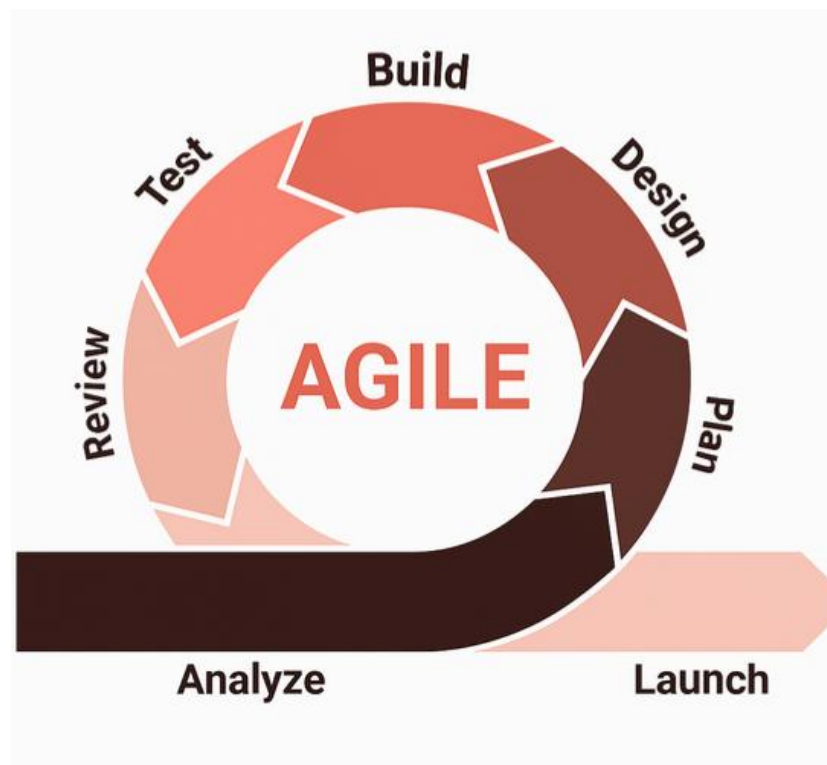 Build
Test
Design
AGILE
Review
Plan
Analyze
Launch